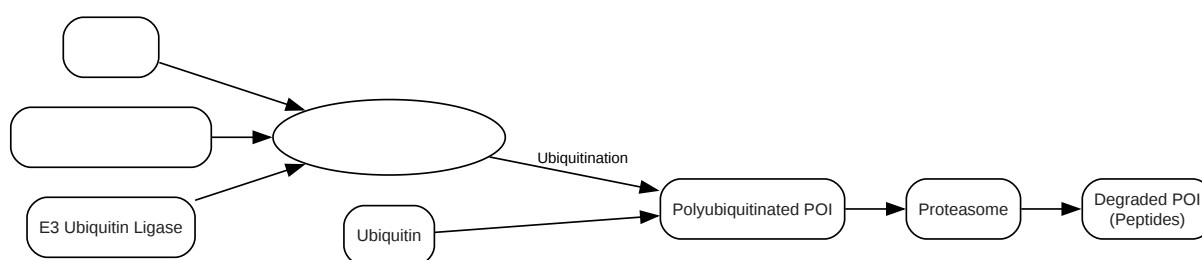 Ubiquitination
E3 Ubiquitin Ligase
Ubiquitin
Polyubiquitinated POI
Proteasome
Degraded POI
(Peptides)